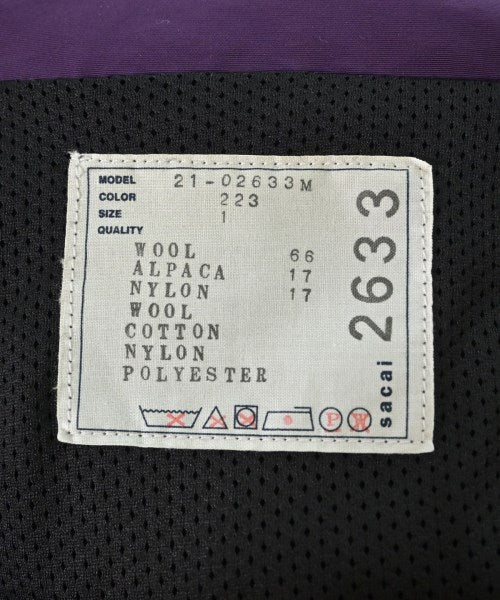 MODEL 21-02633M
COLOR 223
SIZE 1
QUALITY
WOOL 66
ALPACA 17
NYLON 17
WOOL
COTTON
NYLON
POLYESTER
P W
sacai 2633